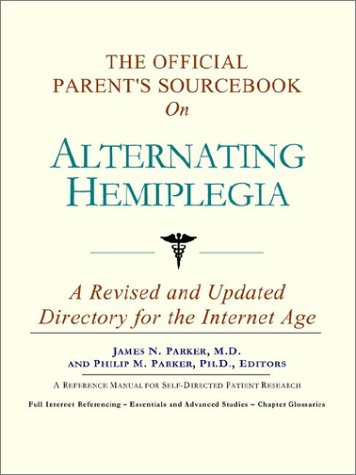 THE OFFICIAL
PARENT'S SOURCEBOOK
On
ALTERNATING
HEMIPLEGIA
A Revised and Updated
Directory for the Internet Age
JAMES N. PARKER, M.D.
AND PHILIP M. PARKER, PH.D., EDITORS
A REFERENCE MANUAL FOR SELF-DIRECTED PATIENT RESEARCH
Full Internet Referencing – Essentials and Advanced Studies – Chapter Glossaries